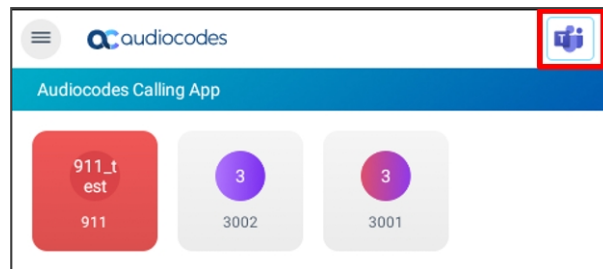 audiocodes
T
Audiocodes Calling App
911_t
est
911
3
3002
3
3001